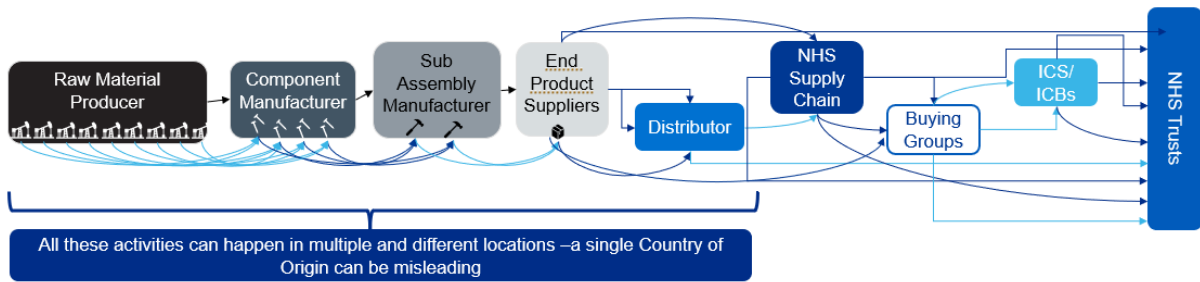 Raw Material
Producer
Component
Manufacturer
Sub
Assembly
Manufacturer
End
Product
Suppliers
Distributor
NHS
Supply
Chain
Buying
Groups
ICS/
ICBs
NHS Trusts
All these activities can happen in multiple and different locations –a single Country of
Origin can be misleading